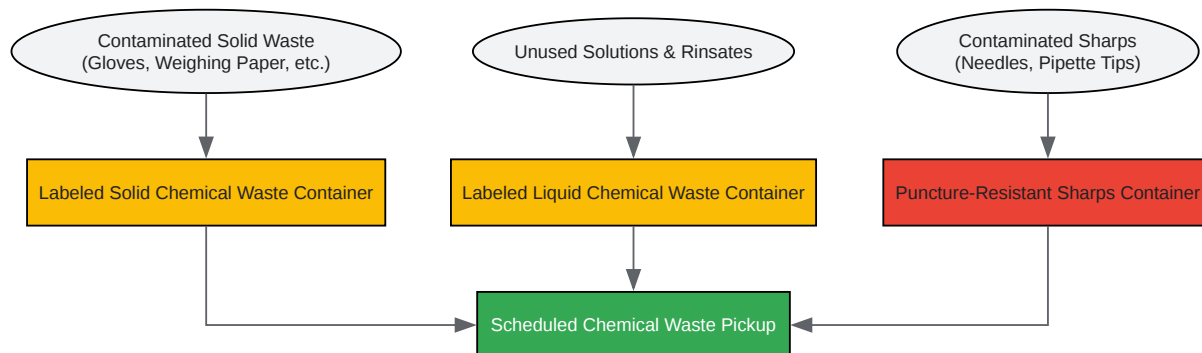 Contaminated Solid Waste
(Gloves, Weighing Paper, etc.)
Unused Solutions & Rinsates
Contaminated Sharps
(Needles, Pipette Tips)
Labeled Solid Chemical Waste Container
Labeled Liquid Chemical Waste Container
Puncture-Resistant Sharps Container
Scheduled Chemical Waste Pickup